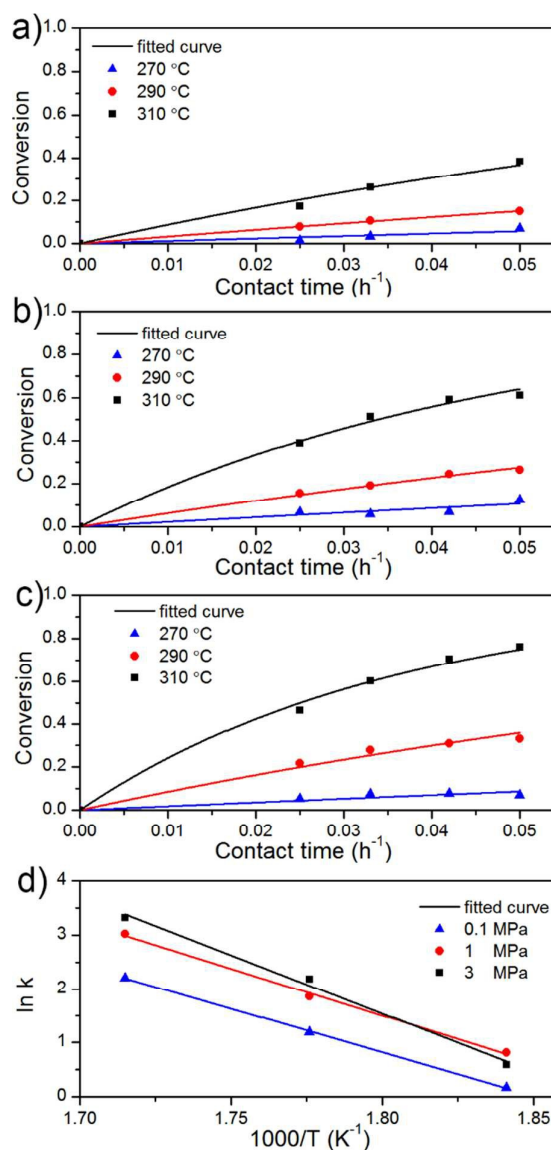 a)
1.0
0.8
0.6
0.4
0.2
0.0
Conversion
fitted curve
270 °C
290 °C
310 °C
0.00 0.01 0.02 0.03 0.04 0.05
Contact time (h⁻¹)
b)
1.0
0.8
0.6
0.4
0.2
0.0
Conversion
fitted curve
270 °C
290 °C
310 °C
0.00 0.01 0.02 0.03 0.04 0.05
Contact time (h⁻¹)
c)
1.0
0.8
0.6
0.4
0.2
0.0
Conversion
fitted curve
270 °C
290 °C
310 °C
0.00 0.01 0.02 0.03 0.04 0.05
Contact time (h⁻¹)
d)
4
3
2
1
0
ln k
fitted curve
0.1 MPa
1 MPa
3 MPa
1.70 1.75 1.80 1.85
1000/T (K⁻¹)